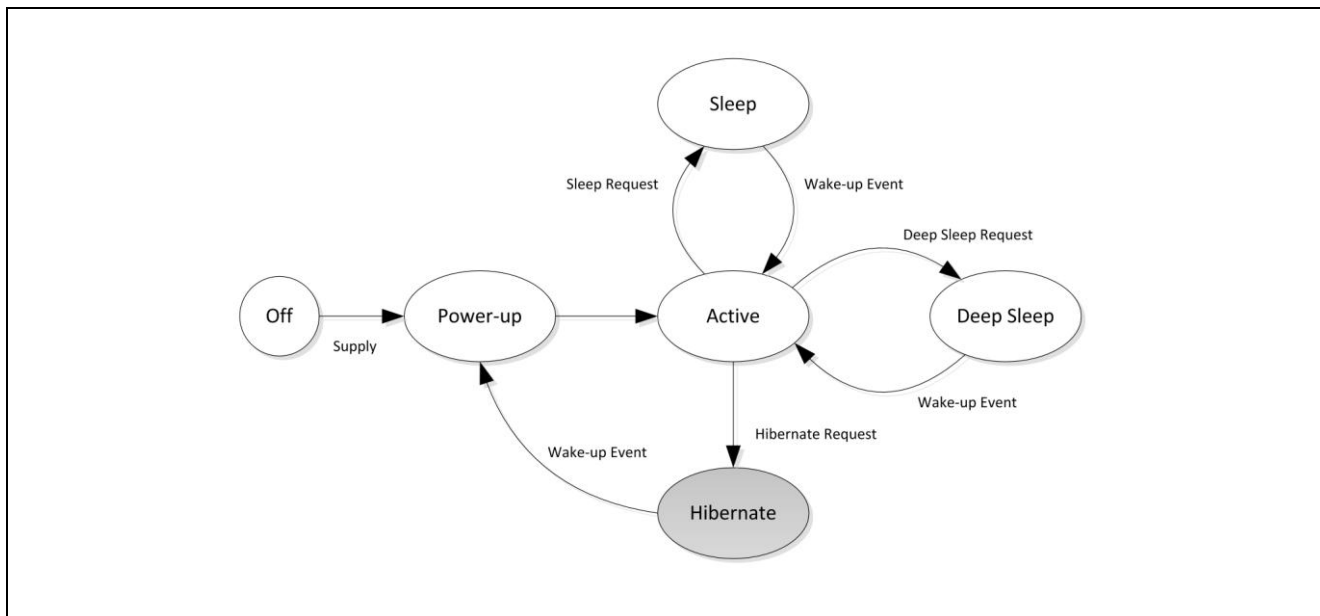 Sleep
Sleep Request
Wake-up Event
Deep Sleep Request
Off
Power-up
Active
Deep Sleep
Supply
Wake-up Event
Hibernate Request
Wake-up Event
Hibernate